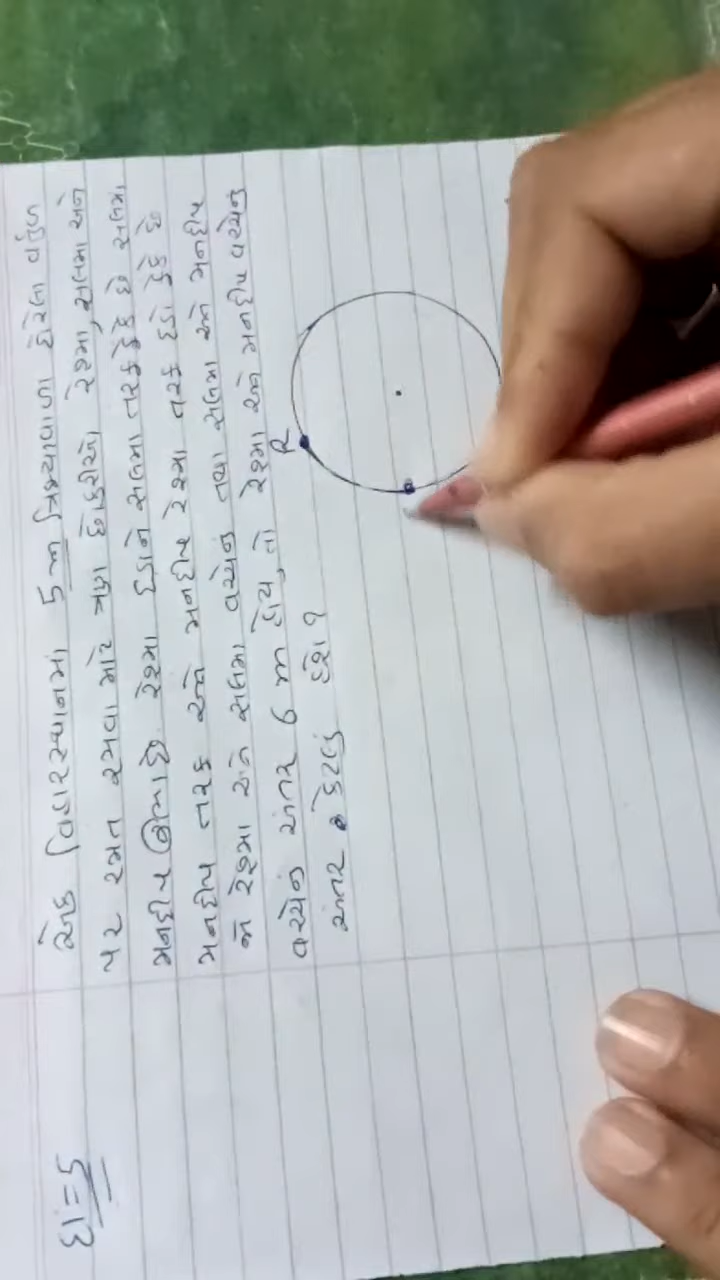 દા = 5
એક વિહારસ્થાનમાં 5 m ત્રિજ્યાવાળા દોરેલા વર્તુળ
પર રમત રમવા માટે ત્રણ છોકરીઓ, રેશ્મા, સલમા અને
મનદીપ ઊભા છે. રેશ્મા દડાને સલમા તરફ ફેંકે છે સલમા
મનદીપ તરફ અને મનદીપ રેશ્મા તરફ દડો ફેંકે છે
જો રેશ્મા અને સલમા વચ્ચેનું તથા સલમા અને મનદીપ
વચ્ચેનું અંતર 6 m હોય, તો રેશ્મા અને મનદીપ વચ્ચેનું
અંતર કેટલું હશે ?
R